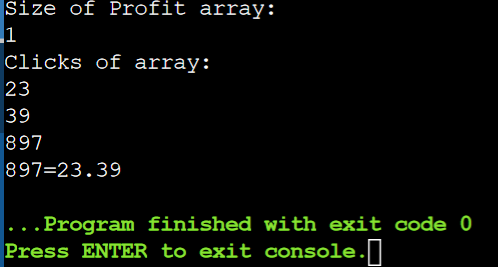 Size of Profit array:
1
Clicks of array:
23
39
897
897=23.39
...Program finished with exit code 0
Press ENTER to exit console.